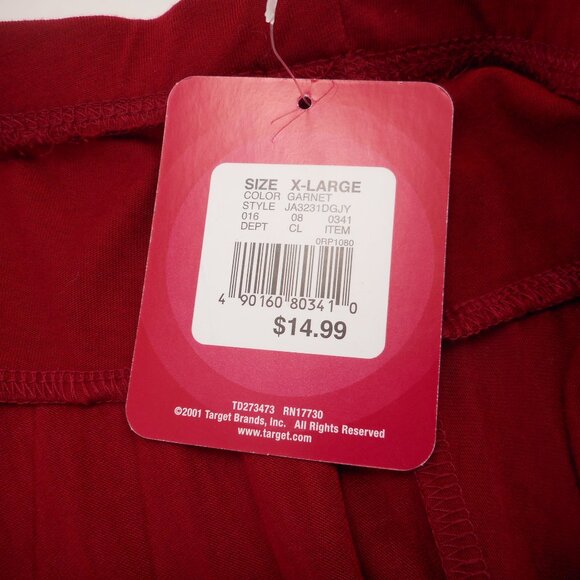 SIZE X-LARGE
COLOR GARNET
STYLE JA3231DGJY
016 08 0341
DEPT CL ITEM
0RP1080
4 90160 80341 0
$14.99
TD273473 RN17730
©2001 Target Brands, Inc. All Rights Reserved
www.target.com